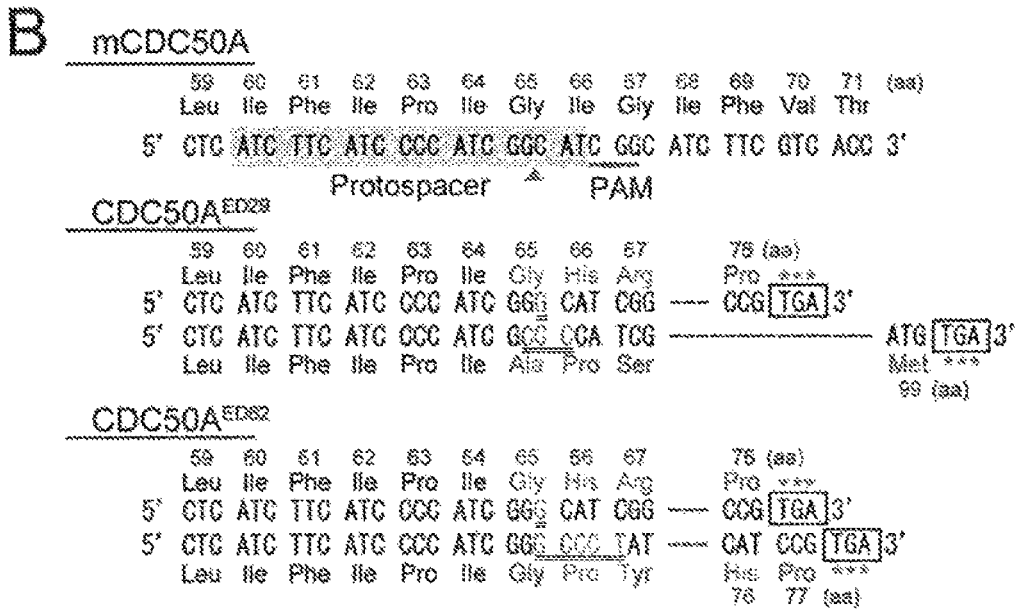 B
mCDC50A
59 60 61 62 63 64 65 66 67 68 69 70 71 (aa)
Leu Ile Phe Ile Pro Ile Gly Ile Gly Ile Phe Val Thr
5' CTC ATC TTC ATC CCC ATC GGC ATC GGC ATC TTC GTC ACC 3'
Protospacer PAM
CDC50A^ED29
59 60 61 62 63 64 65 66 67 (aa)
Leu Ile Phe Ile Pro Ile Gly His Arg Pro ***
5' CTC ATC TTC ATC CCC ATC GGG CAT CGG CCG TGA 3'
5' CTC ATC TTC ATC CCC ATC GCC CCA TCG ATG TGA 3'
Leu Ile Phe Ile Pro Ile Ala Pro Ser Met ***
99 (aa)
59 60 61 62 63 64 65 66 67 (aa)
Leu Ile Phe Ile Pro Ile Gly His Arg Pro ***
5' CTC ATC TTC ATC CCC ATC GGG CAT CGG CCG TGA 3'
5' CTC ATC TTC ATC CCC ATC GGG CCC TAT CAT CCG TGA 3'
Leu Ile Phe Ile Pro Ile Gly Pro Tyr His Pro ***
76 77 (aa)